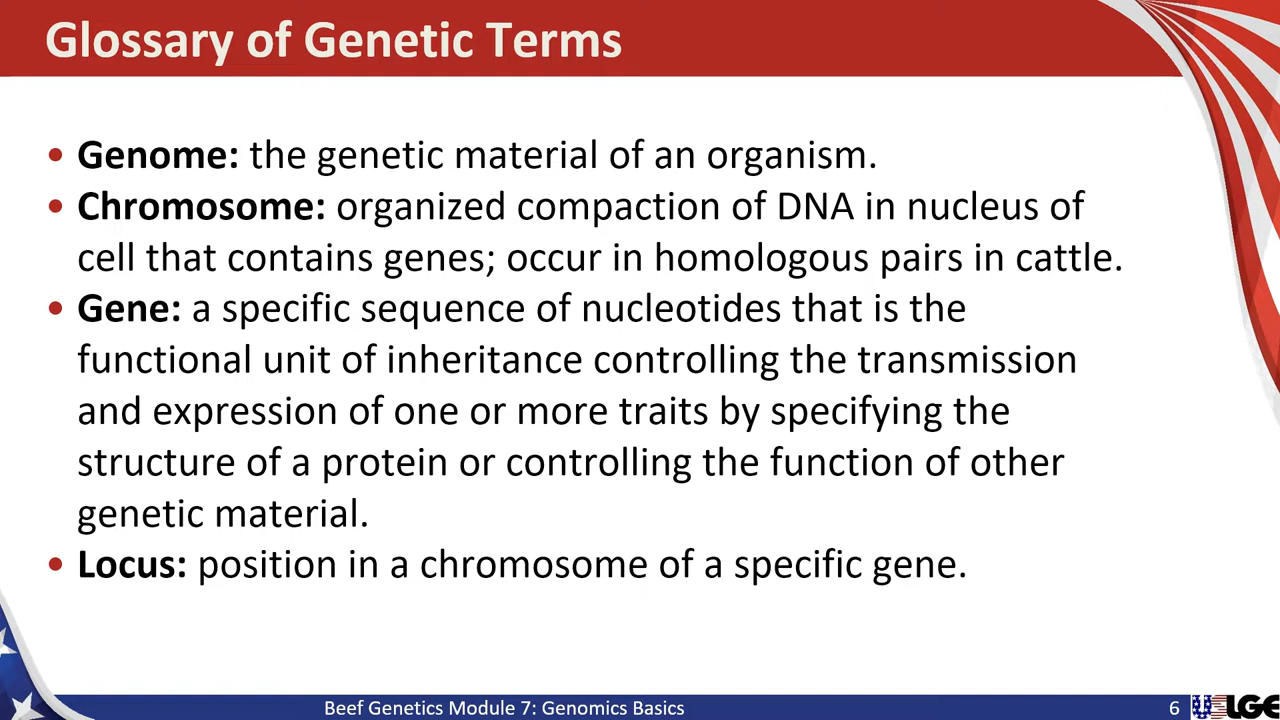 Glossary of Genetic Terms
• Genome: the genetic material of an organism.
• Chromosome: organized compaction of DNA in nucleus of
cell that contains genes; occur in homologous pairs in cattle.
• Gene: a specific sequence of nucleotides that is the
functional unit of inheritance controlling the transmission
and expression of one or more traits by specifying the
structure of a protein or controlling the function of other
genetic material.
• Locus: position in a chromosome of a specific gene.
Beef Genetics Module 7: Genomics Basics
6
USLGE